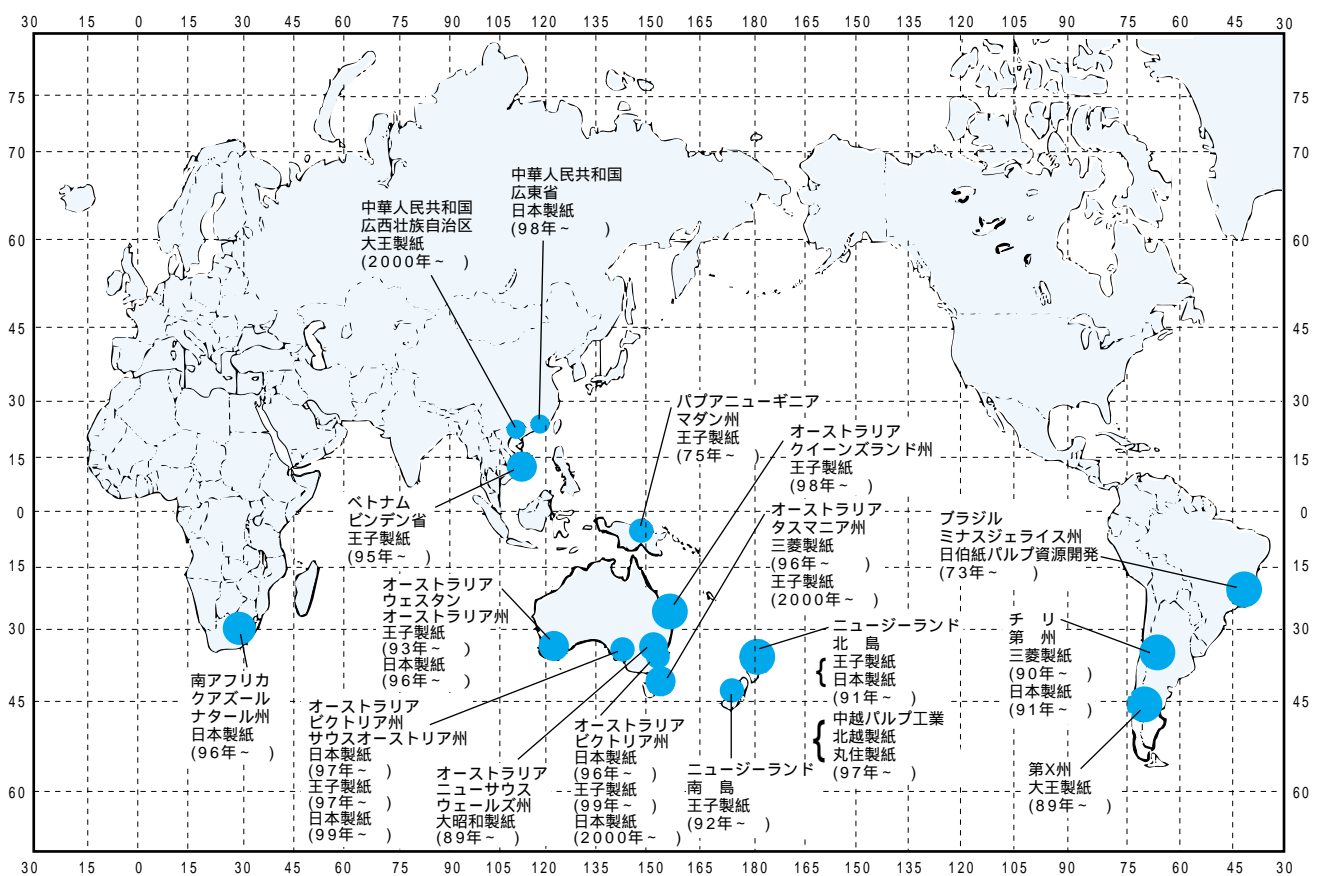 30 15 0 15 30 45 60 75 90 105 120 135 150 165 180 165 150 135 120 105 90 75 60 45 30
75 75
70 70
60 60
45 45
30 30
15 15
0 0
15 15
30 30
45 45
60 60
中華人民共和国
広東省
日本製紙
(98年~ )
中華人民共和国
広西壮族自治区
大王製紙
(2000年~ )
パプアニューギニア
マダン州
王子製紙
(75年~ )
オーストラリア
クイーンズランド州
王子製紙
(98年~ )
ベトナム
ビンデン省
王子製紙
(95年~ )
オーストラリア
タスマニア州
三菱製紙
(96年~ )
王子製紙
(2000年~ )
ブラジル
ミナスジェライス州
日伯紙パルプ資源開発
(73年~ )
オーストラリア
ウェスタン
オーストラリア州
王子製紙
(93年~ )
日本製紙
(96年~ )
ニュージーランド
北 島
王子製紙
日本製紙
(91年~ )
中越パルプ工業
北越製紙
丸住製紙
(97年~ )
チ リ
第 州
三菱製紙
(90年~ )
日本製紙
(91年~ )
南アフリカ
クアズール
ナタール州
日本製紙
(96年~ )
オーストラリア
ビクトリア州
サウスオーストリア州
日本製紙
(97年~ )
王子製紙
(97年~ )
日本製紙
(99年~ )
オーストラリア
ニューサウス
ウェールズ州
大昭和製紙
(89年~ )
オーストラリア
ビクトリア州
日本製紙
(96年~ )
王子製紙
(99年~ )
日本製紙
(2000年~ )
ニュージーランド
南 島
王子製紙
(92年~ )
第X州
大王製紙
(89年~ )
30 15 0 15 30 45 60 75 90 105 120 135 150 165 180 165 150 135 120 105 90 75 60 45 30